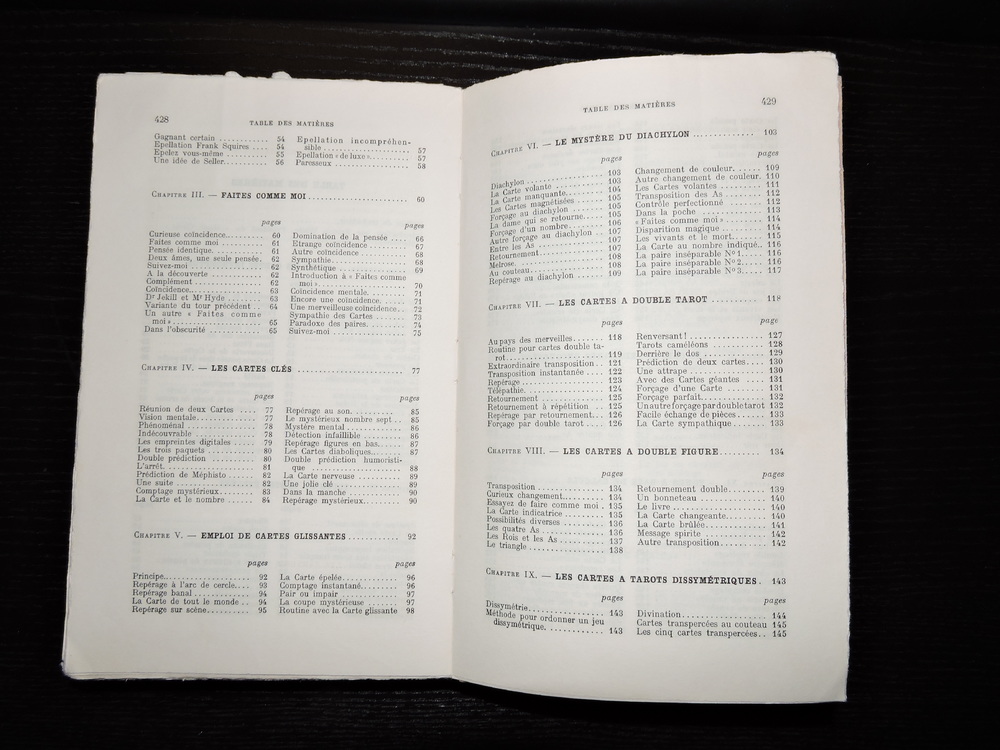 428
TABLE DES MATIÈRES
Gagnant certain .......... 54
Epellation Frank Squires .... 54
Epelez vous-même .......... 55
Une idée de Seller.......... 56
Epellation incompréhen-
sible .......... 57
Epellation « de luxe ».......... 57
Paresseux .......... 58
CHAPITRE III. — FAITES COMME MOI .......... 60
pages
Curieuse coïncidence.......... 60
Faites comme moi .......... 61
Pensée identique. .......... 61
Deux âmes, une seule pensée. 62
Suivez-moi .......... 62
A la découverte .......... 62
Complément .......... 62
Coïncidence.......... 63
Dr Jekill et Mr Hyde .......... 63
Variante du tour précédent .. 64
Un autre « Faites comme
moi » .......... 65
Dans l'obscurité .......... 65
pages
Domination de la pensée .... 66
Etrange coïncidence .......... 67
Autre coïncidence .......... 68
Sympathie.......... 68
Synthétique .......... 69
Introduction à « Faites comme
moi ».......... 70
Coïncidence mentale. .......... 71
Encore une coïncidence. ..... 71
Une merveilleuse coïncidence.. 72
Sympathie des Cartes .......... 73
Paradoxe des paires. .......... 74
Suivez-moi .......... 75
CHAPITRE IV. — LES CARTES CLÉS .......... 77
pages
Réunion de deux Cartes .... 77
Vision mentale.......... 77
Phénoménal .......... 78
Indécouvrable .......... 78
Les empreintes digitales ..... 79
Les trois paquets .......... 80
Double prédiction .......... 80
L'arrêt. .......... 81
Prédiction de Méphisto .... 82
Une suite .......... 82
Comptage mystérieux.......... 83
La Carte et le nombre .... 84
pages
Repérage au son. .......... 85
Le mystérieux nombre sept .. 85
Mystère mental .......... 86
Détection infaillible .......... 86
Repérage figures en bas.. .... 87
Les Cartes diaboliques.......... 87
Double prédiction humoristi-
que .......... 88
La Carte nerveuse .......... 89
Une jolie clé .......... 89
Dans la manche .......... 90
Repérage mystérieux.......... 90
CHAPITRE V. — EMPLOI DE CARTES GLISSANTES .......... 92
pages
Principe.......... 92
Repérage à l'arc de cercle.... 93
Repérage banal .......... 94
La Carte de tout le monde .. 94
Repérage sur scène.......... 95
pages
La Carte épelée.......... 96
Comptage instantané.......... 96
Pair ou impair .......... 97
La coupe mystérieuse .......... 97
Routine avec la Carte glissante 98
TABLE DES MATIÈRES
429
CHAPITRE VI. — LE MYSTÈRE DU DIACHYLON .......... 103
pages
Diachylon .......... 103
La Carte volante .......... 103
La Carte manquante.......... 104
Les Cartes magnétisées .......... 105
Forçage au diachylon .......... 105
La dame qui se retourne.... 105
Forçage d'un nombre.......... 106
Autre forçage au diachylon .. 107
Entre les As .......... 107
Retournement.......... 107
Melrose.......... 108
Au couteau .......... 108
Repérage au diachylon .......... 109
pages
Changement de couleur. ..... 109
Autre changement de couleur. 110
Les Cartes volantes .......... 111
Transposition des As .......... 112
Contrôle perfectionné .......... 112
Dans la poche .......... 113
« Faites comme moi » .......... 114
Disparition magique .......... 114
Les vivants et le mort.......... 115
La Carte au nombre indiqué.. 116
La paire inséparable Nº 1..... 116
La paire inséparable Nº 2..... 116
La paire inséparable Nº 3..... 117
CHAPITRE VII. — LES CARTES A DOUBLE TAROT .......... 118
pages
Au pays des merveilles....... 118
Routine pour cartes double ta-
rot .......... 119
Extraordinaire transposition . 121
Transposition instantanée .... 122
Repérage .......... 123
Télépathie. .......... 124
Retournement .......... 125
Retournement à répétition ... 125
Repérage par retournement.. 126
Forçage par double tarot .... 126
page
Renversant ! .......... 127
Tarots caméléons .......... 128
Derrière le dos .......... 129
Prédiction de deux cartes.... 130
Une attrape .......... 130
Avec des Cartes géantes .... 131
Forçage d'une Carte .......... 131
Forçage parfait. .......... 132
Un autre forçage par double tarot 132
Facile échange de pièces...... 133
La Carte sympathique....... 133
CHAPITRE VIII. — LES CARTES A DOUBLE FIGURE.......... 134
pages
Transposition .......... 134
Curieux changement.......... 134
Essayez de faire comme moi . 135
La Carte indicatrice .......... 135
Possibilités diverses .......... 136
Les quatre As .......... 136
Les Rois et les As .......... 137
Le triangle .......... 138
pages
Retournement double........ 139
Un bonneteau .......... 140
Le livre .......... 140
La Carte changeante.......... 140
La Carte brûlée.......... 141
Message spirite .......... 142
Autre transposition.......... 142
CHAPITRE IX. — LES CARTES A TAROTS DISSYMÉTRIQUES . 143
pages
Dissymétrie.......... 143
Méthode pour ordonner un jeu
dissymétrique. .......... 143
pages
Divination.......... 144
Cartes transpercées au couteau 145
Les cinq cartes transpercées.. 145